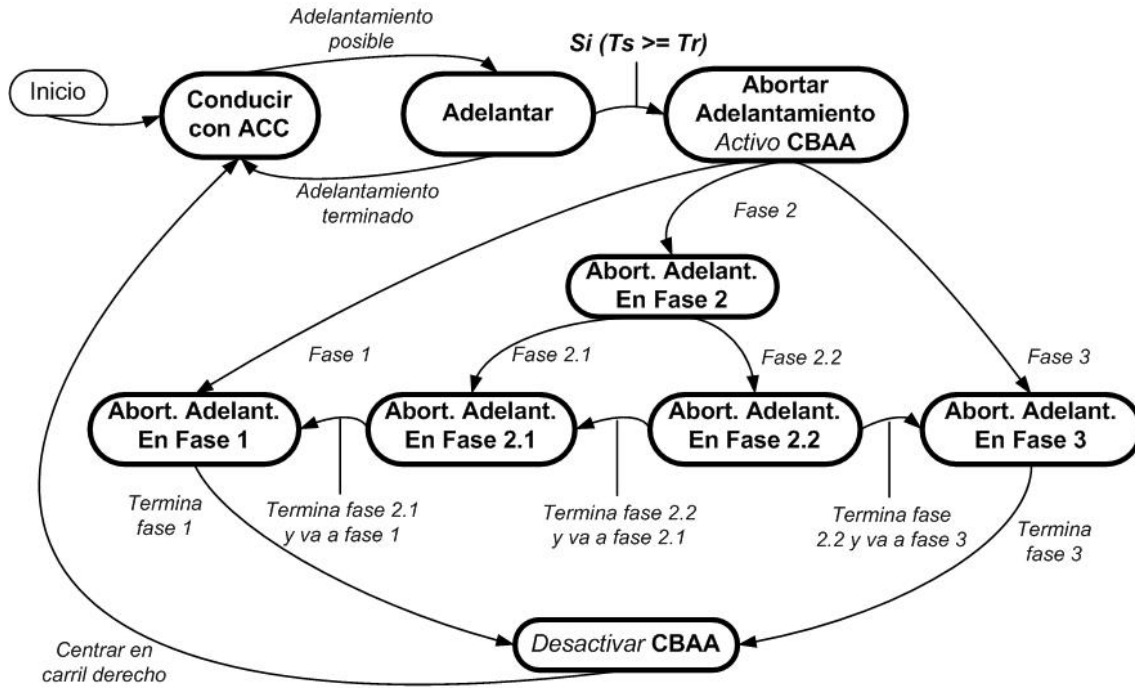 Adelantamiento
posible
Si (Ts >= Tr)
Inicio
Conducir
con ACC
Adelantar
Abortar
Adelantamiento
Activo CBAA
Adelantamiento
terminado
Fase 2
Abort. Adelant.
En Fase 2
Fase 1
Fase 2.1
Fase 2.2
Fase 3
Abort. Adelant.
En Fase 1
Abort. Adelant.
En Fase 2.1
Abort. Adelant.
En Fase 2.2
Abort. Adelant.
En Fase 3
Termina
fase 1
Termina fase 2.1
y va a fase 1
Termina fase 2.2
y va a fase 2.1
Termina fase
2.2 y va a fase 3
Termina
fase 3
Desactivar CBAA
Centrar en
carril derecho